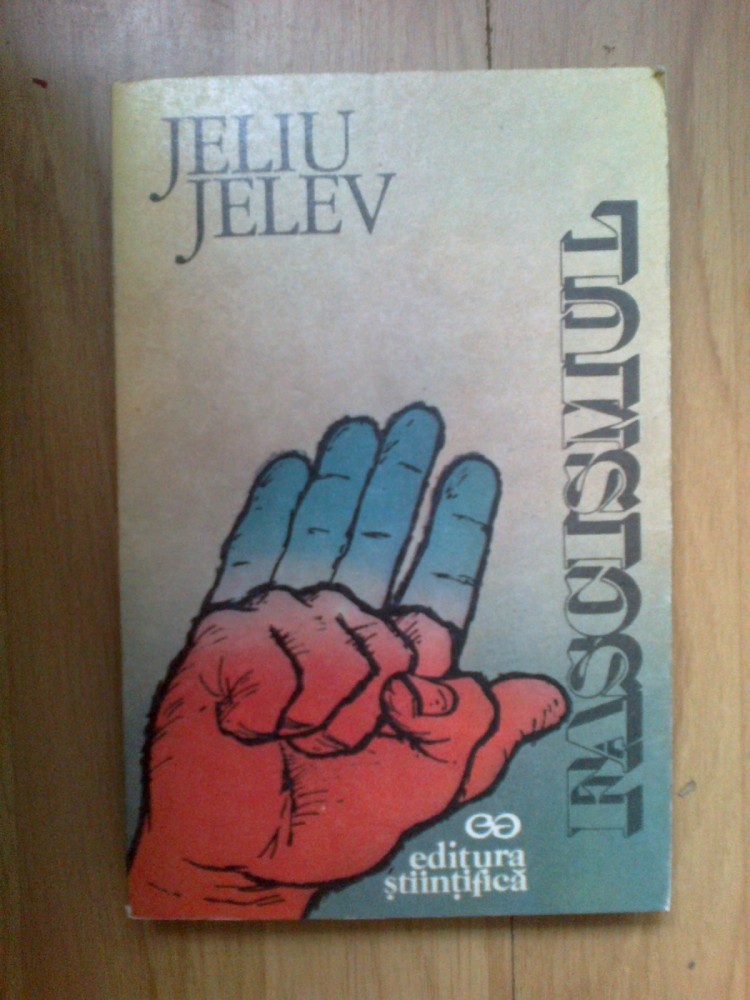 JELIU
JELEV
FASCISMUL
editura
științifică